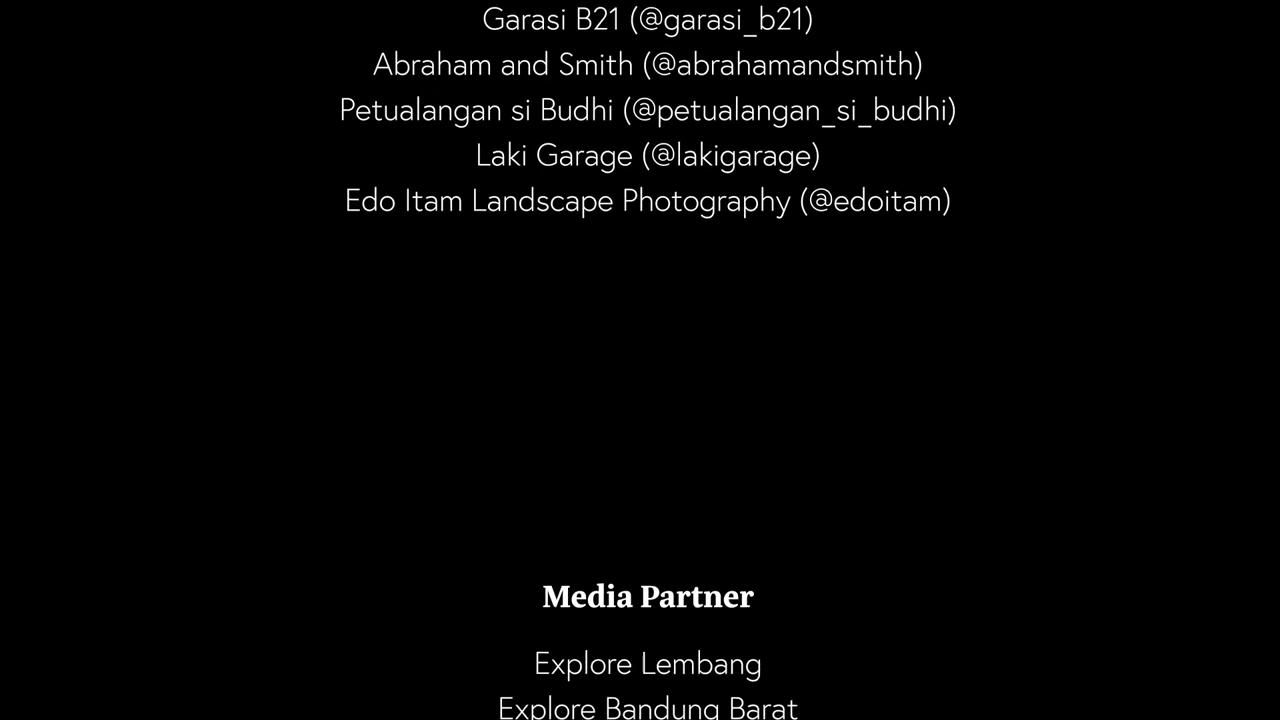 Garasi B21 (@garasi_b21)
Abraham and Smith (@abrahamandsmith)
Petualangan si Budhi (@petualangan_si_budhi)
Laki Garage (@lakigarage)
Edo Itam Landscape Photography (@edoitam)
Media Partner
Explore Lembang
Explore Bandung Barat